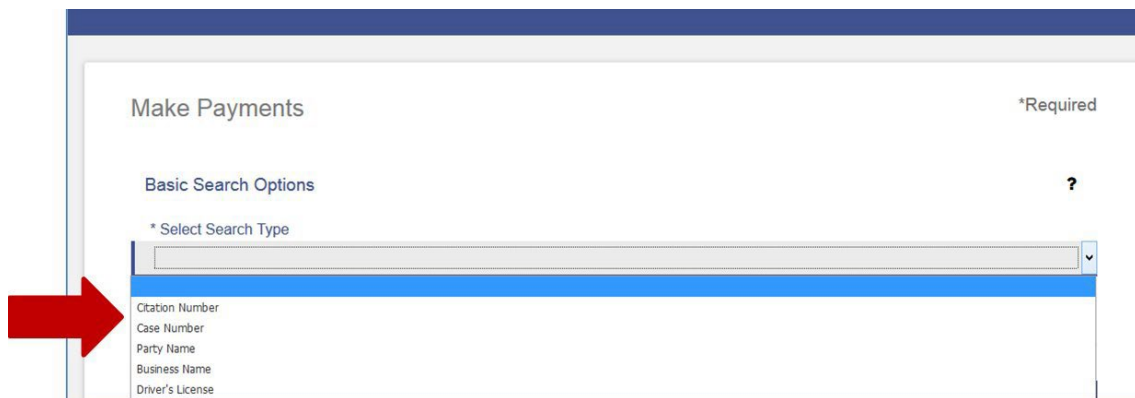 Make Payments
*Required
Basic Search Options
?
* Select Search Type
Citation Number
Case Number
Party Name
Business Name
Driver's License